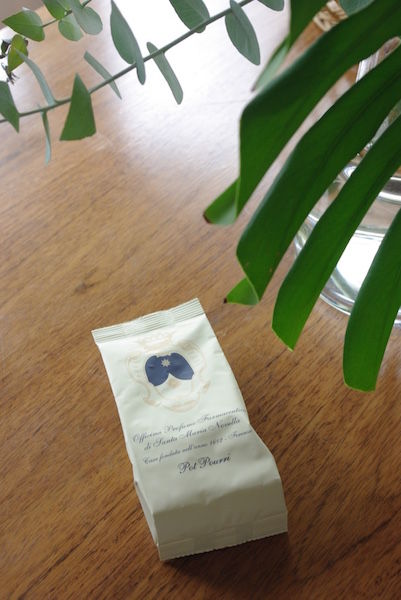 Officina Profumo Farmaceutica
di Santa Maria Novella
Casa fondata nell'anno 1612 - Firenze
Pot Pourri